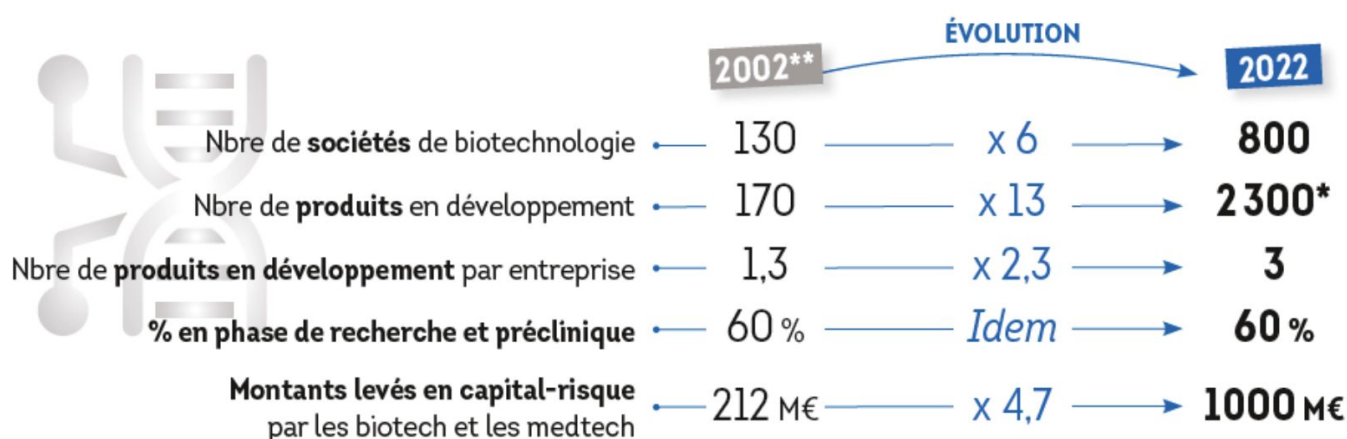 ÉVOLUTION
2002** 2022
Nbre de sociétés de biotechnologie 130 x 6 800
Nbre de produits en développement 170 x 13 2 300*
Nbre de produits en développement par entreprise 1,3 x 2,3 3
% en phase de recherche et préclinique 60 % Idem 60 %
Montants levés en capital-risque
par les biotech et les medtech 212 M€ x 4,7 1000 M€